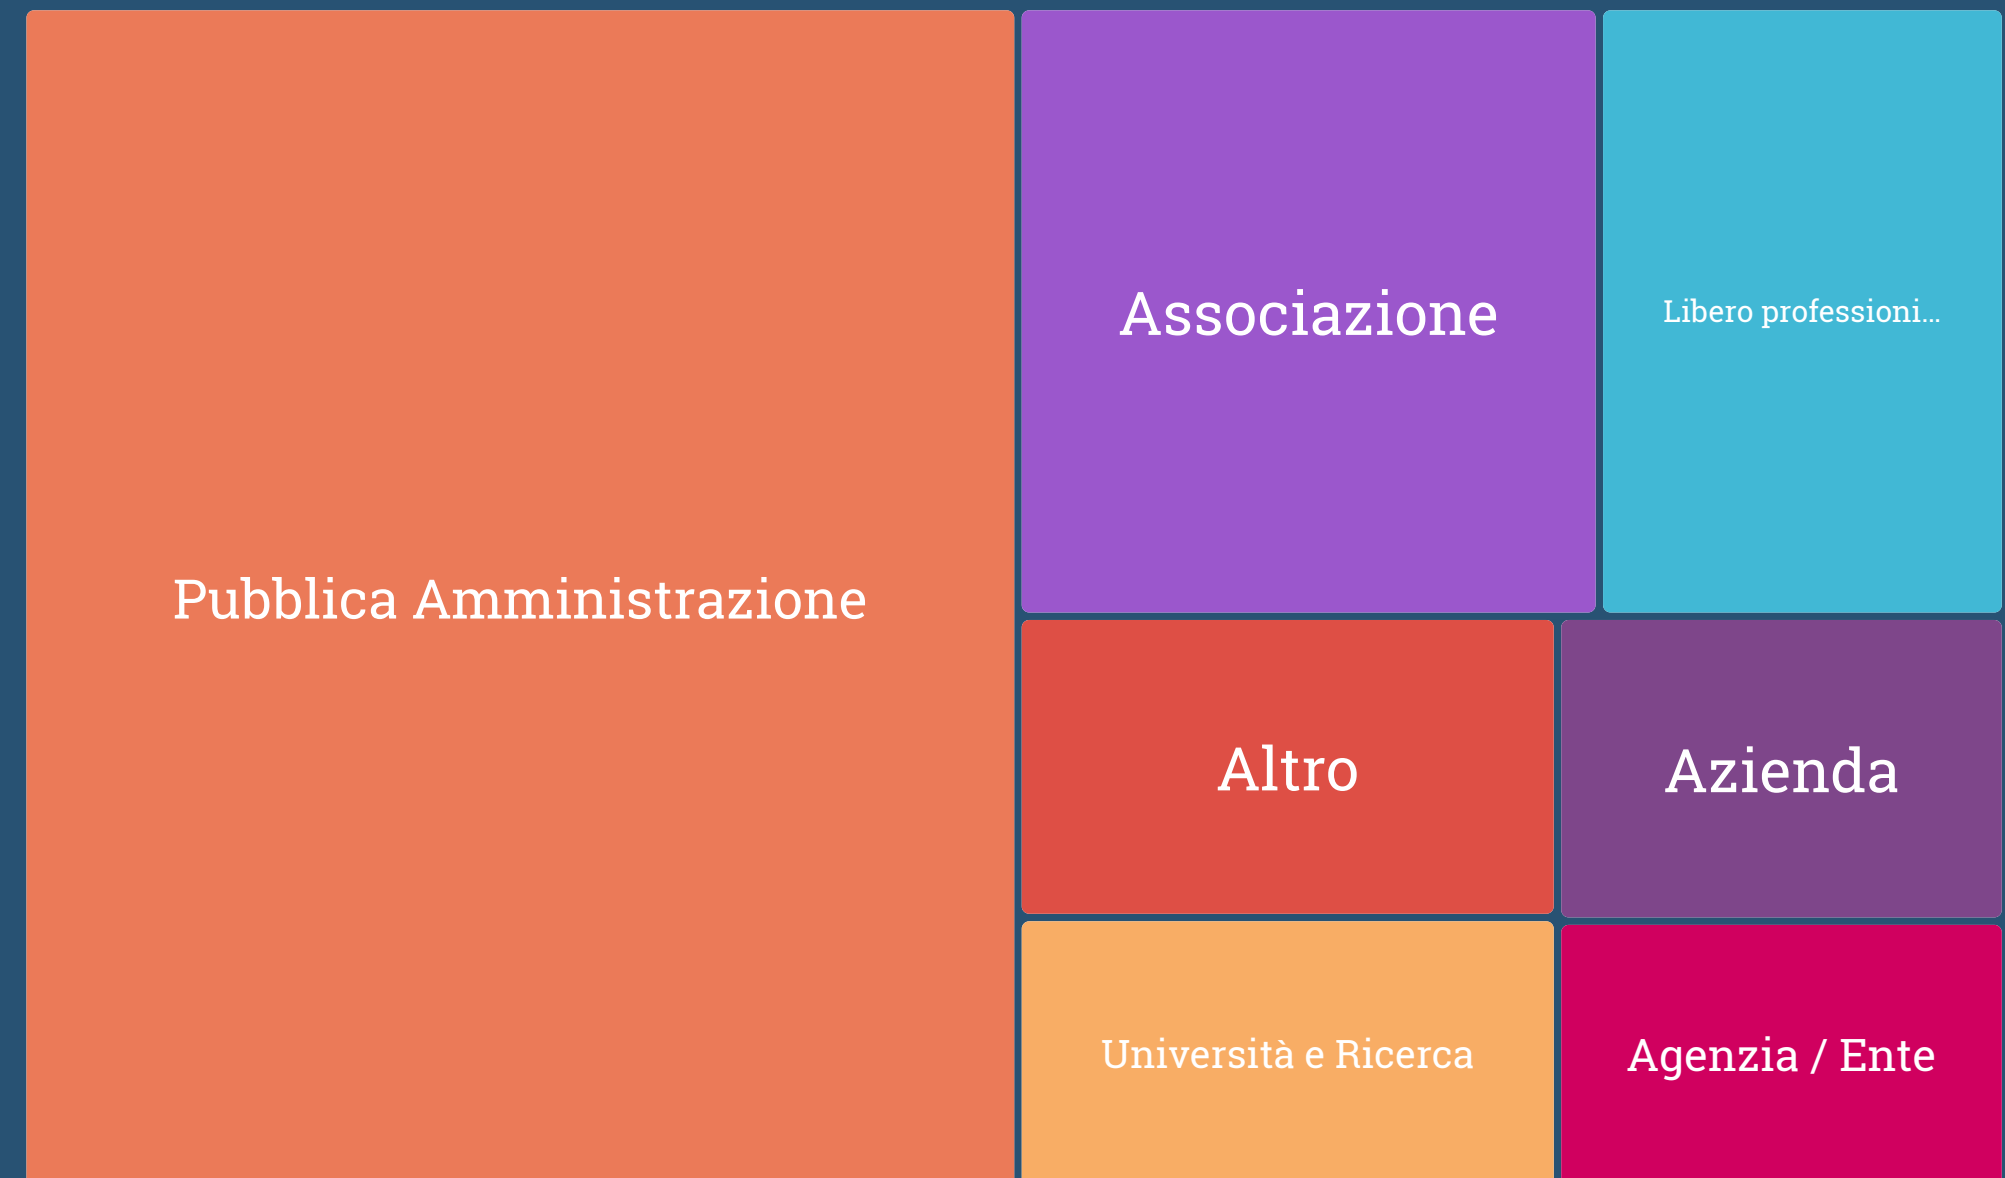 Pubblica Amministrazione
Associazione
Libero professioni...
Altro
Azienda
Università e Ricerca
Agenzia / Ente